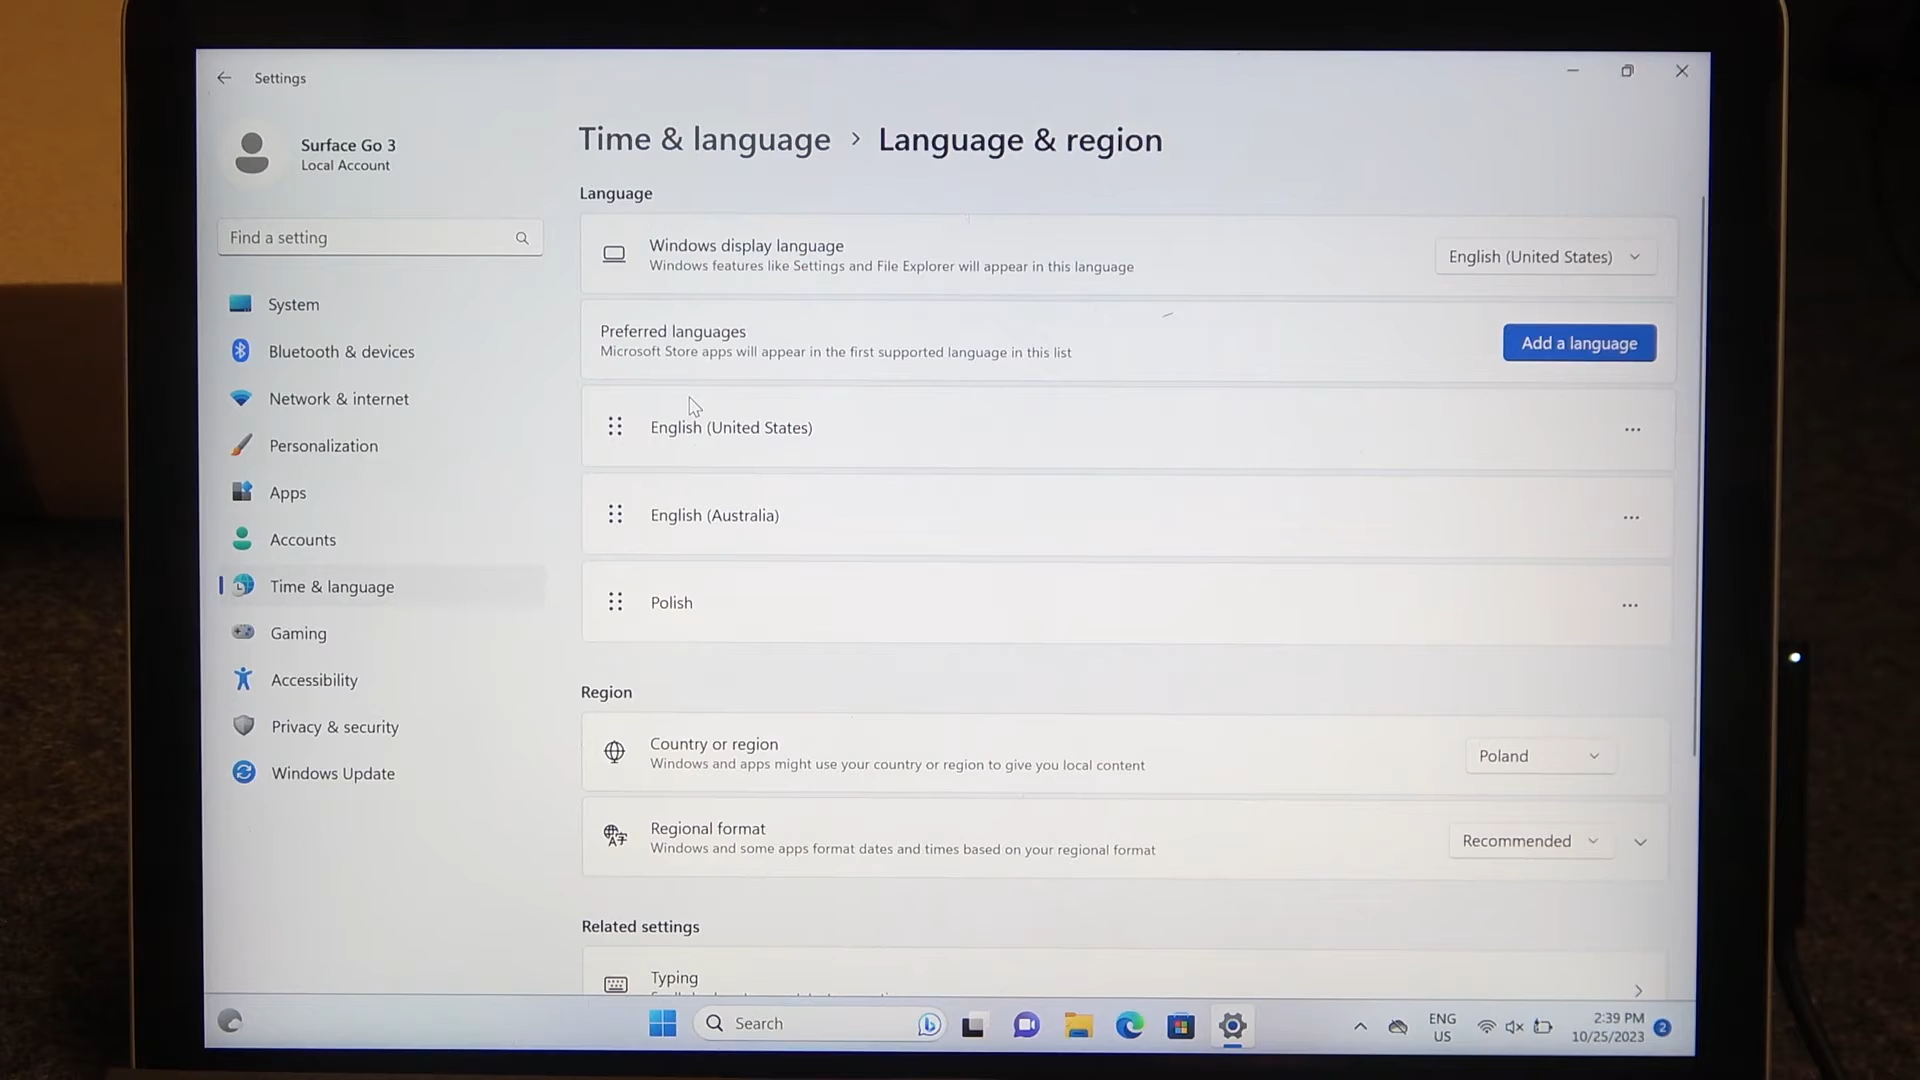 Settings
Surface Go 3
Local Account
Find a setting
System
Bluetooth & devices
Network & internet
Personalization
Apps
Accounts
Time & language
Gaming
Accessibility
Privacy & security
Windows Update
Time & language > Language & region
Language
Windows display language
Windows features like Settings and File Explorer will appear in this language
English (United States)
Preferred languages
Microsoft Store apps will appear in the first supported language in this list
Add a language
English (United States)
English (Australia)
Polish
Region
Country or region
Windows and apps might use your country or region to give you local content
Poland
Regional format
Windows and some apps format dates and times based on your regional format
Recommended
Related settings
Typing
Search
ENG
US
2:39 PM
10/25/2023
2